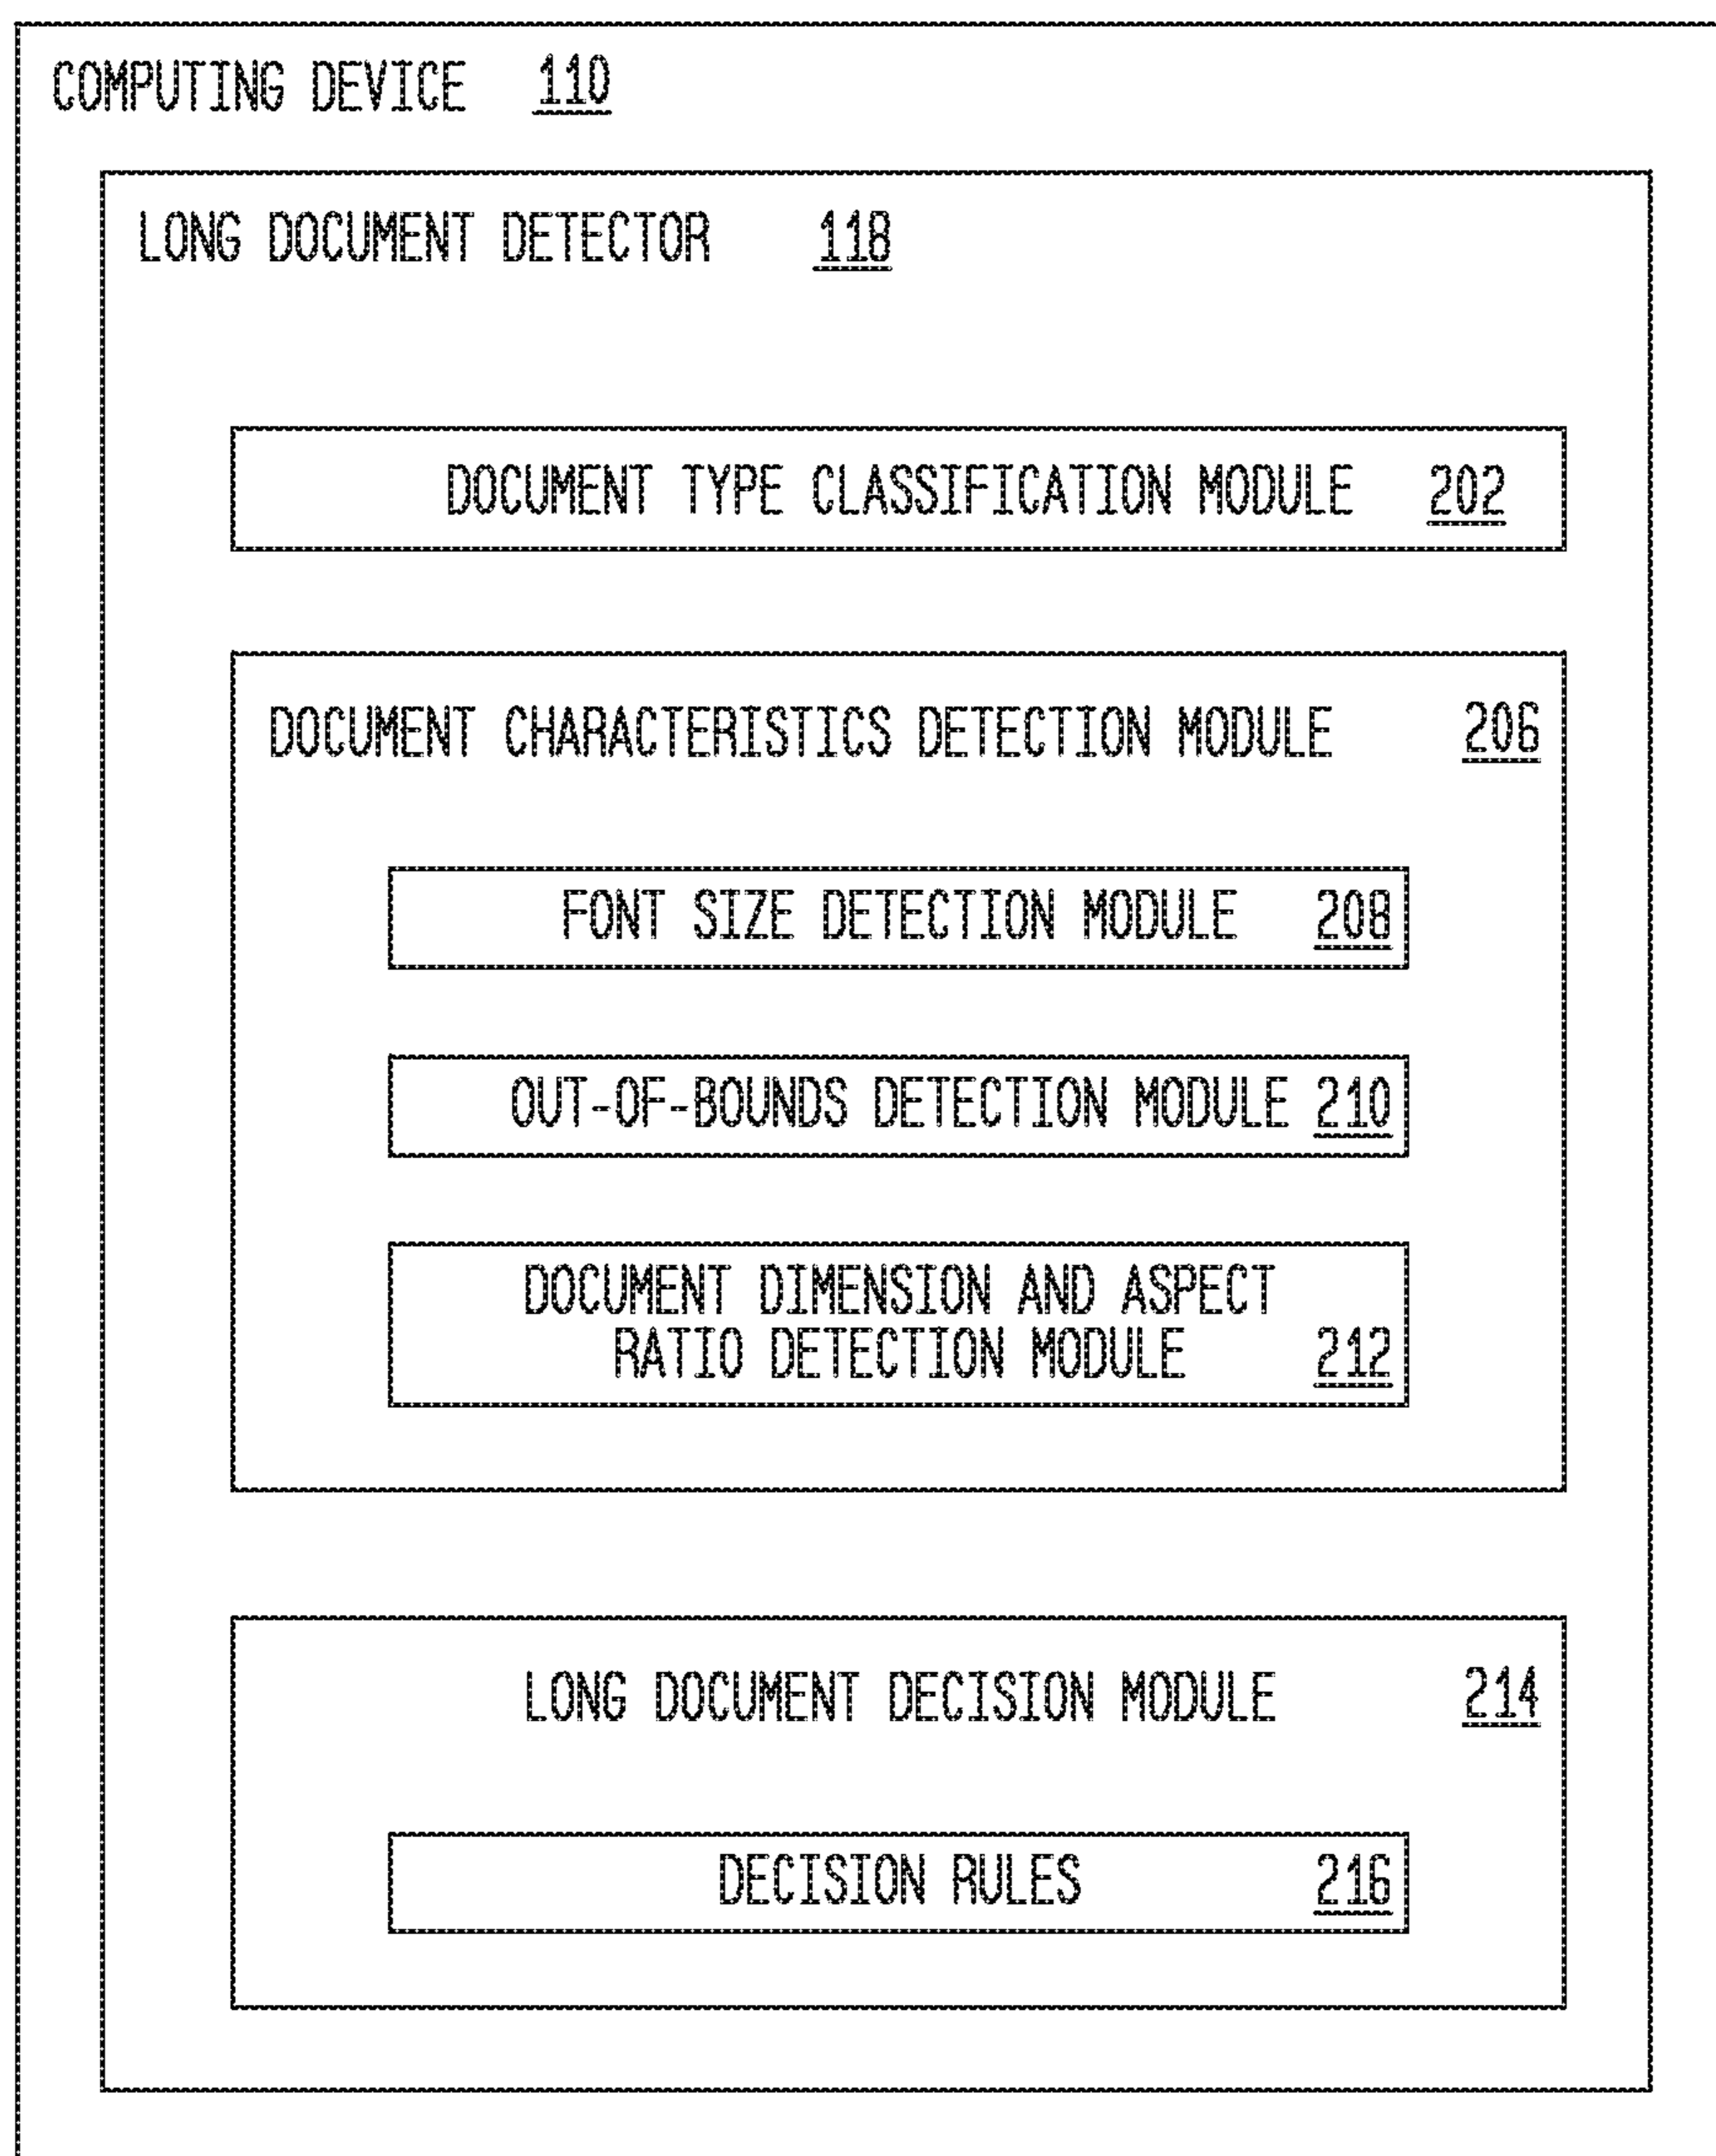 COMPUTING DEVICE 110
LONG DOCUMENT DETECTOR 118
DOCUMENT TYPE CLASSIFICATION MODULE 202
DOCUMENT CHARACTERISTICS DETECTION MODULE 206
FONT SIZE DETECTION MODULE 208
OUT-OF-BOUNDS DETECTION MODULE 210
DOCUMENT DIMENSION AND ASPECT
RATIO DETECTION MODULE 212
LONG DOCUMENT DECISION MODULE 214
DECISION RULES 216